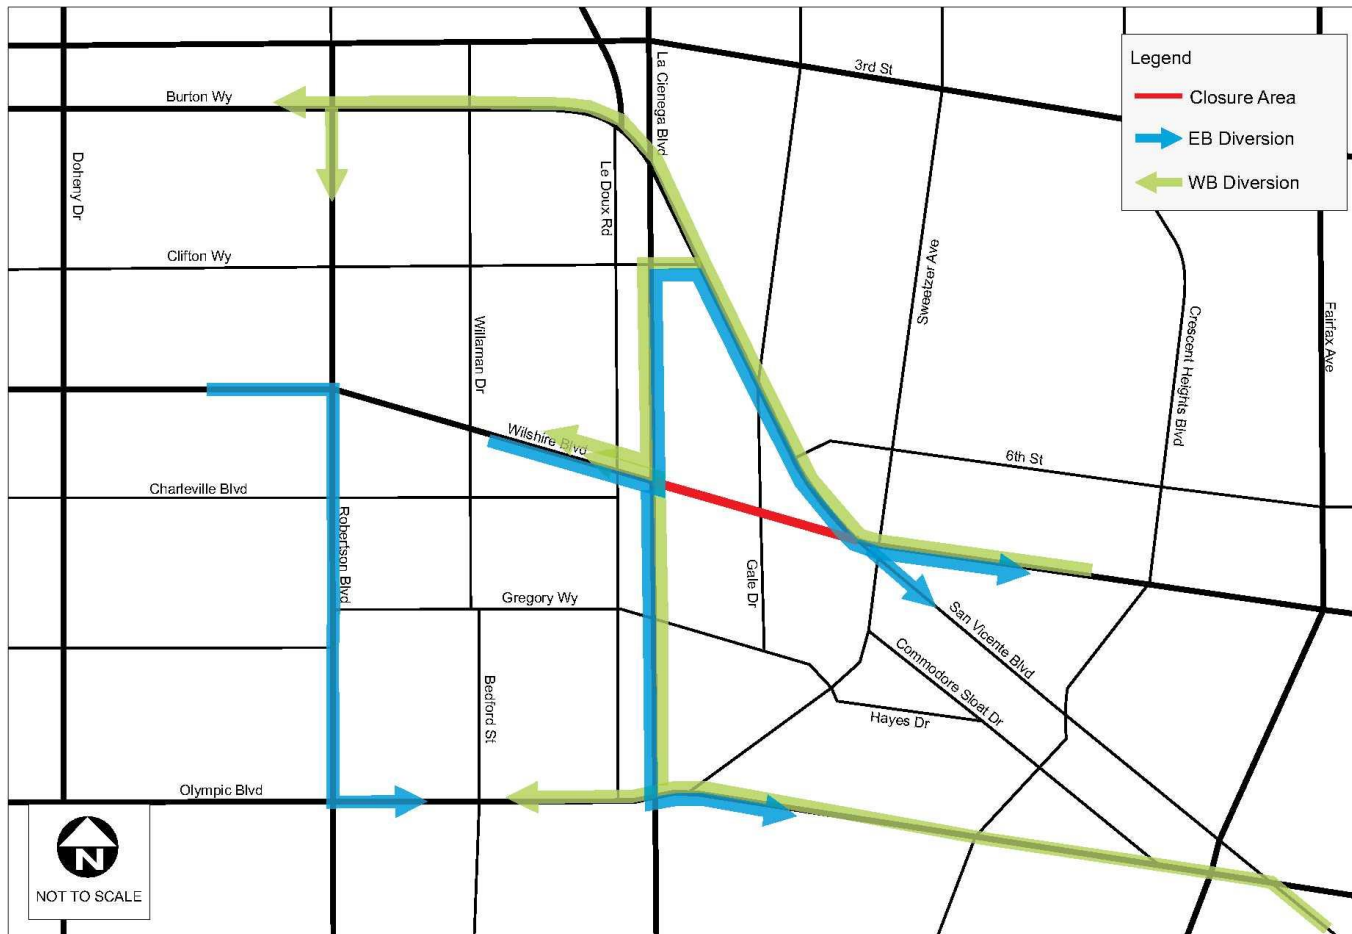 3rd St
La Cienega Blvd
Burton Wy
Doheny Dr
Le Doux Rd
Clifton Wy
Sweetzer Ave
Legend
Closure Area
EB Diversion
WB Diversion
Willaman Dr
Crescent Heights Blvd
Fairfax Ave
Wilshire Blvd
6th St
Charleville Blvd
Robertson Blvd
Gale Dr
Gregory Wy
San Vicente Blvd
Commodore Sloat Dr
Bedford St
Hayes Dr
Olympic Blvd
N
NOT TO SCALE